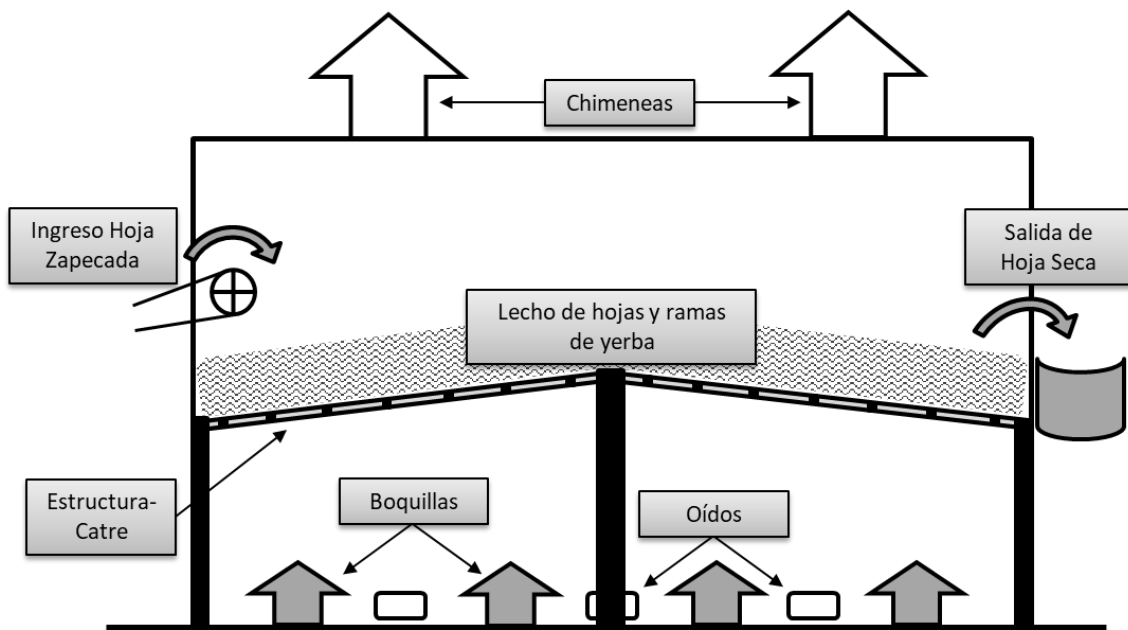 Chimeneas
Ingreso Hoja
Zapecada
Salida de
Hoja Seca
Lecho de hojas y ramas
de yerba
Estructura-
Catre
Boquillas
Oídos